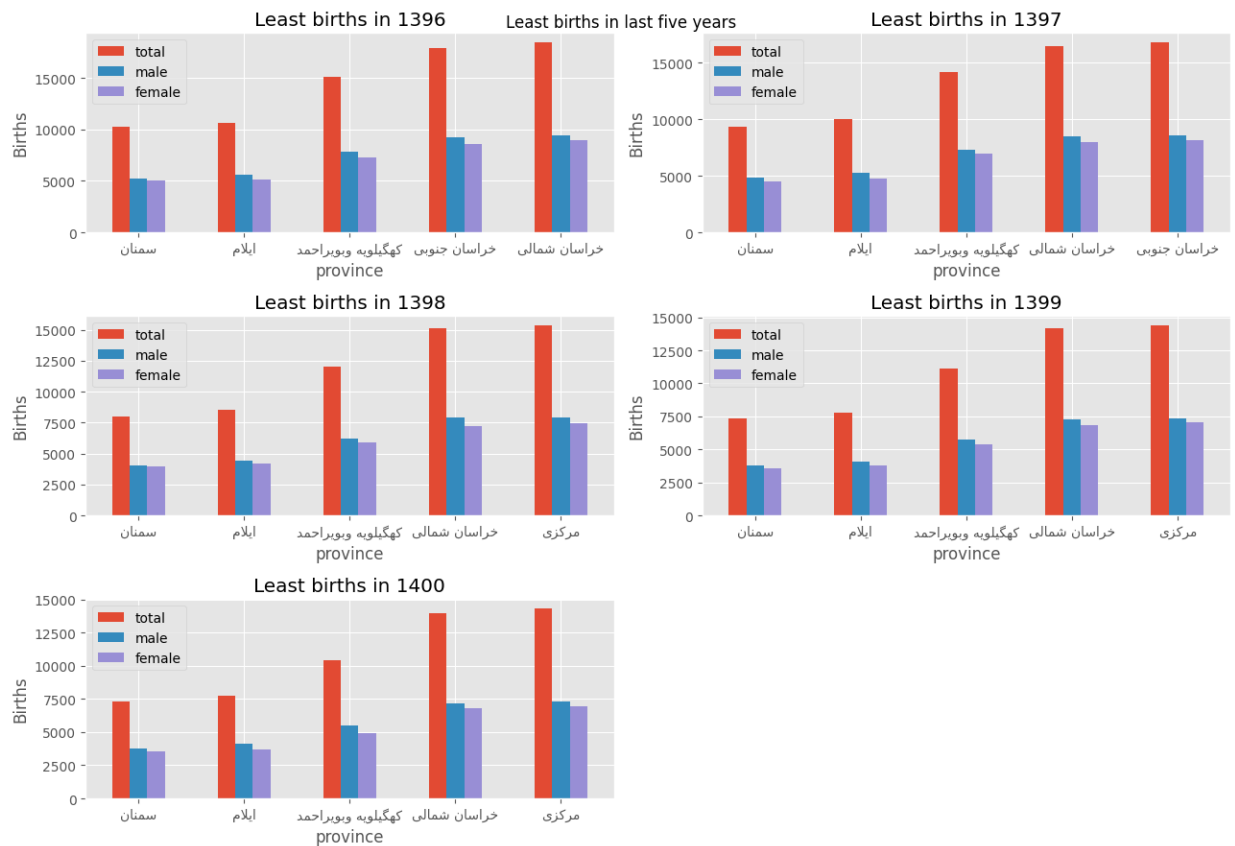 Least births in last five years
Least births in 1396
total
male
female
Births
15000
10000
5000
0
سمنان ایلام کهگیلویه وبویراحمد خراسان جنوبی خراسان شمالی
province
Least births in 1397
total
male
female
Births
15000
10000
5000
0
سمنان ایلام کهگیلویه وبویراحمد خراسان شمالی خراسان جنوبی
province
Least births in 1398
total
male
female
Births
15000
12500
10000
7500
5000
2500
0
سمنان ایلام کهگیلویه وبویراحمد خراسان شمالی مرکزی
province
Least births in 1399
total
male
female
Births
15000
12500
10000
7500
5000
2500
0
سمنان ایلام کهگیلویه وبویراحمد خراسان شمالی مرکزی
province
Least births in 1400
total
male
female
Births
15000
12500
10000
7500
5000
2500
0
سمنان ایلام کهگیلویه وبویراحمد خراسان شمالی مرکزی
province